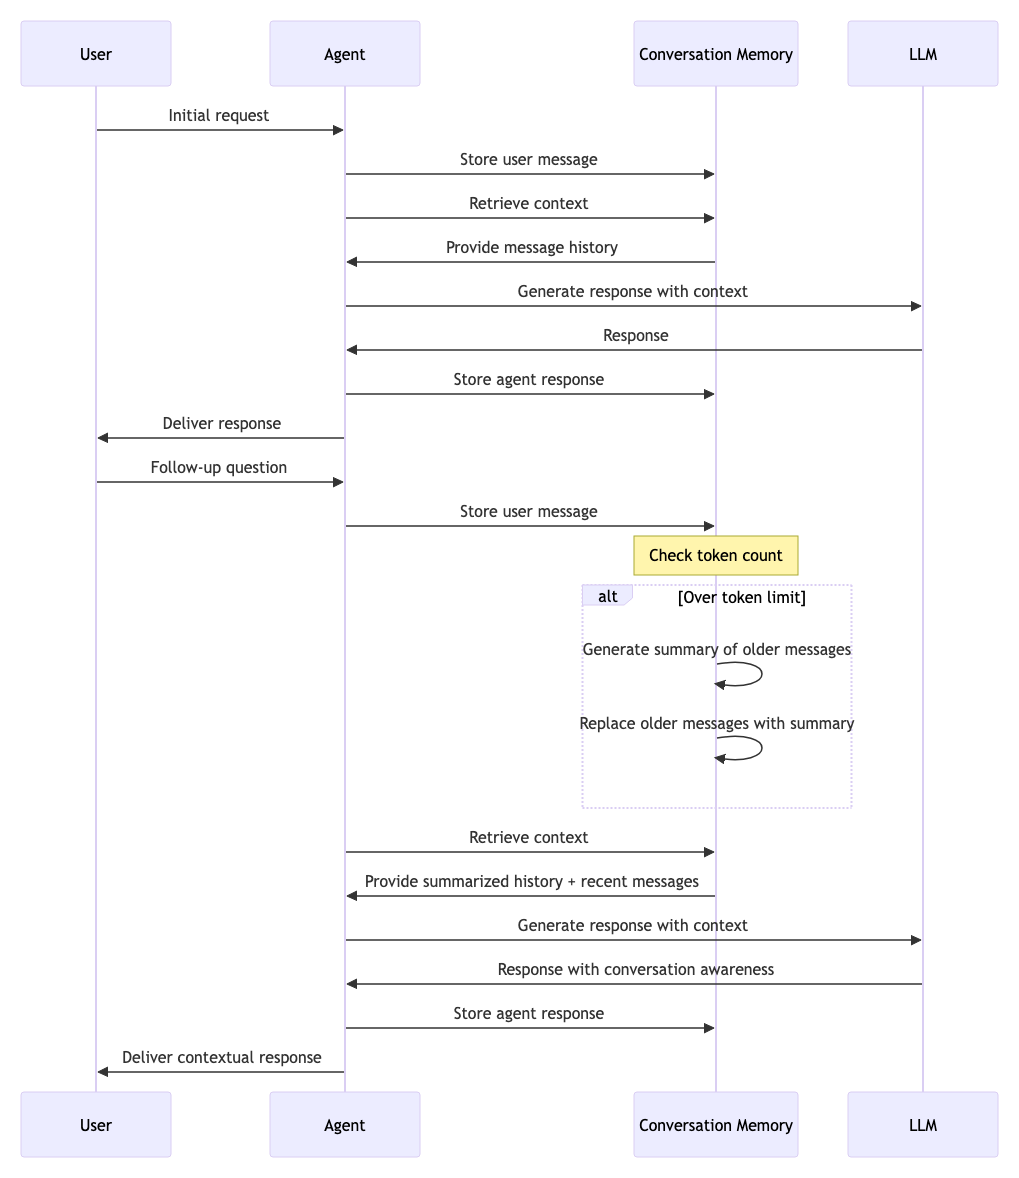 User
Agent
Conversation Memory
LLM
Initial request
Store user message
Retrieve context
Provide message history
Generate response with context
Response
Store agent response
Deliver response
Follow-up question
Store user message
Check token count
alt
[Over token limit]
Generate summary of older messages
Replace older messages with summary
Retrieve context
Provide summarized history + recent messages
Generate response with context
Response with conversation awareness
Store agent response
Deliver contextual response
User
Agent
Conversation Memory
LLM